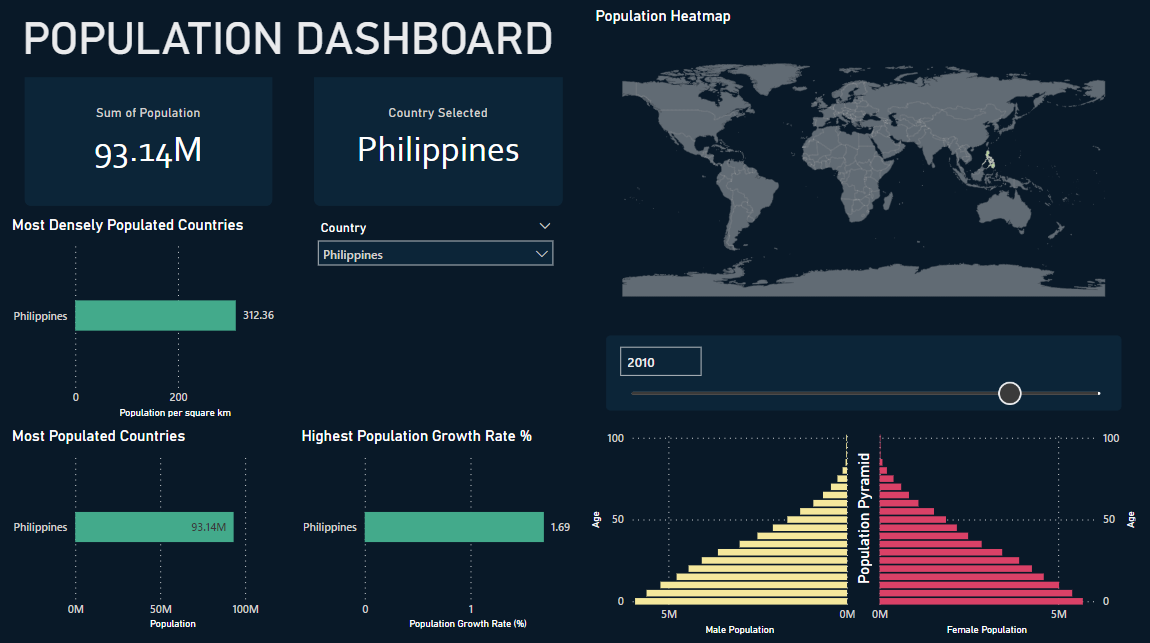 POPULATION DASHBOARD
Sum of Population
93.14M
Country Selected
Philippines
Most Densely Populated Countries
Philippines
312.36
0
200
Population per square km
Country
Philippines
Most Populated Countries
Philippines
93.14M
0M
50M
100M
Population
Highest Population Growth Rate %
Philippines
1.69
0
1
Population Growth Rate (%)
Population Heatmap
2010
100
50
0
Age
5M
0M
Male Population
Population Pyramid
0M
5M
Female Population
100
50
0
Age